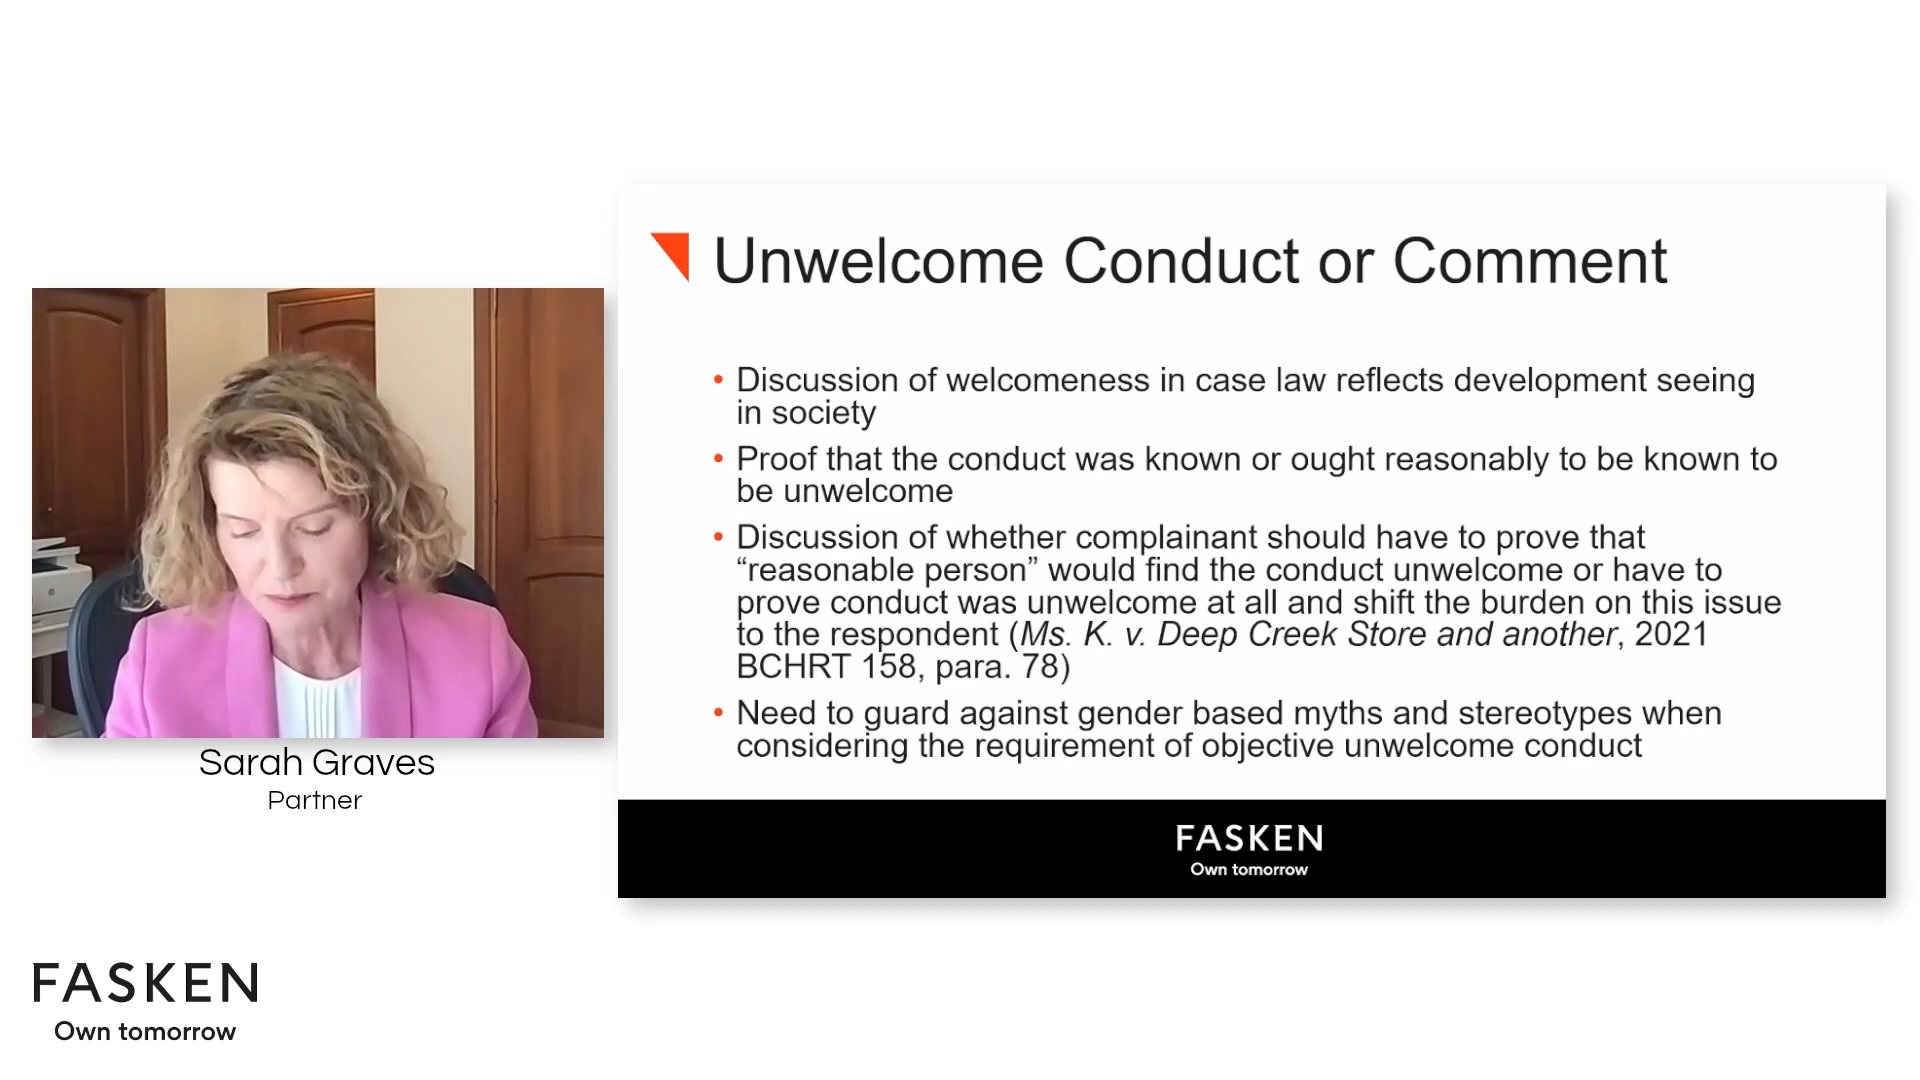 Unwelcome Conduct or Comment
• Discussion of welcomeness in case law reflects development seeing
in society
• Proof that the conduct was known or ought reasonably to be known to
be unwelcome
• Discussion of whether complainant should have to prove that
“reasonable person” would find the conduct unwelcome or have to
prove conduct was unwelcome at all and shift the burden on this issue
to the respondent (Ms. K. v. Deep Creek Store and another, 2021
BCHRT 158, para. 78)
• Need to guard against gender based myths and stereotypes when
considering the requirement of objective unwelcome conduct
FASKEN
Own tomorrow
Sarah Graves
Partner
FASKEN
Own tomorrow